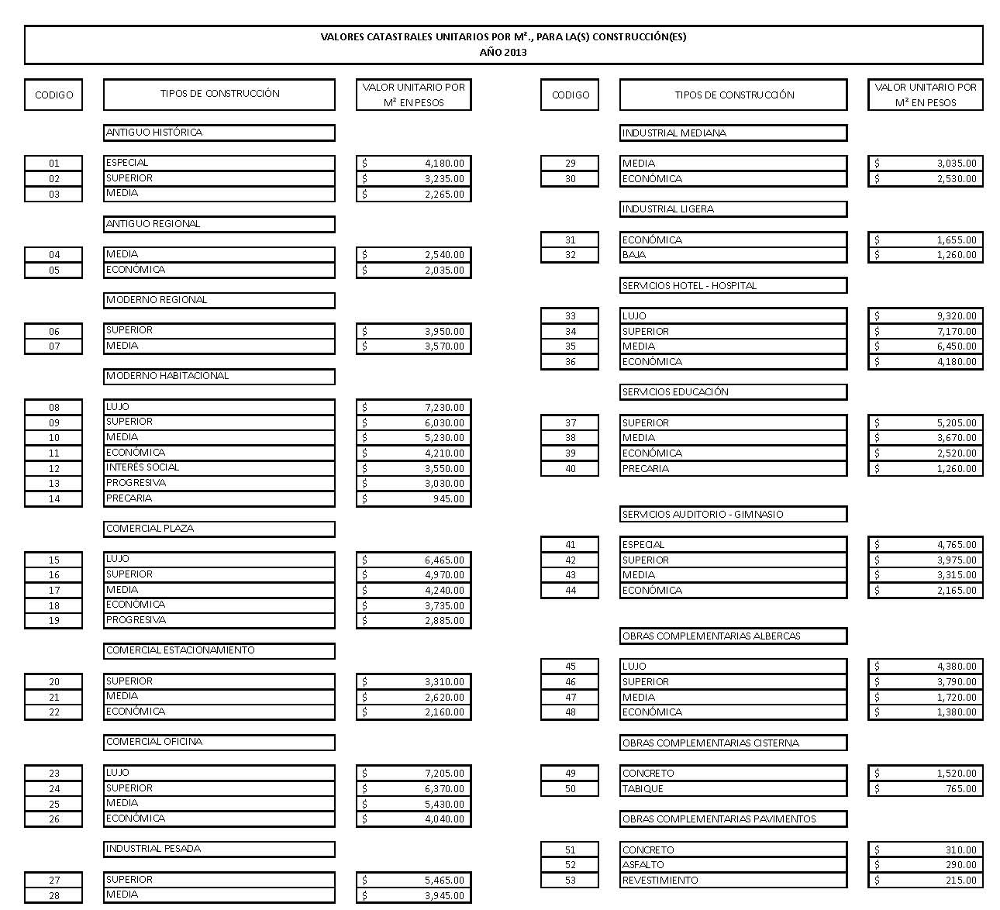 VALORES CATASTRALES UNITARIOS POR M²., PARA LA(S) CONSTRUCCIÓN(ES)
AÑO 2013
CODIGO TIPOS DE CONSTRUCCIÓN VALOR UNITARIO POR M² EN PESOS
ANTIGUO HISTÓRICA
01 ESPECIAL $ 4,180.00
02 SUPERIOR $ 3,235.00
03 MEDIA $ 2,265.00
ANTIGUO REGIONAL
04 MEDIA $ 2,540.00
05 ECONÓMICA $ 2,035.00
MODERNO REGIONAL
06 SUPERIOR $ 3,950.00
07 MEDIA $ 3,570.00
MODERNO HABITACIONAL
08 LUJO $ 7,230.00
09 SUPERIOR $ 6,030.00
10 MEDIA $ 5,230.00
11 ECONÓMICA $ 4,210.00
12 INTERÉS SOCIAL $ 3,550.00
13 PROGRESIVA $ 3,030.00
14 PRECARIA $ 945.00
COMERCIAL PLAZA
15 LUJO $ 6,465.00
16 SUPERIOR $ 4,970.00
17 MEDIA $ 4,240.00
18 ECONÓMICA $ 3,735.00
19 PROGRESIVA $ 2,885.00
COMERCIAL ESTACIONAMIENTO
20 SUPERIOR $ 3,310.00
21 MEDIA $ 2,620.00
22 ECONÓMICA $ 2,160.00
COMERCIAL OFICINA
23 LUJO $ 7,205.00
24 SUPERIOR $ 6,370.00
25 MEDIA $ 5,430.00
26 ECONÓMICA $ 4,040.00
INDUSTRIAL PESADA
27 SUPERIOR $ 5,465.00
28 MEDIA $ 3,945.00
CODIGO TIPOS DE CONSTRUCCIÓN VALOR UNITARIO POR M² EN PESOS
INDUSTRIAL MEDIANA
29 MEDIA $ 3,035.00
30 ECONÓMICA $ 2,530.00
INDUSTRIAL LIGERA
31 ECONÓMICA $ 1,655.00
32 BAJA $ 1,260.00
SERVICIOS HOTEL - HOSPITAL
33 LUJO $ 9,320.00
34 SUPERIOR $ 7,170.00
35 MEDIA $ 6,450.00
36 ECONÓMICA $ 4,180.00
SERVICIOS EDUCACIÓN
37 SUPERIOR $ 5,205.00
38 MEDIA $ 3,670.00
39 ECONÓMICA $ 2,520.00
40 PRECARIA $ 1,260.00
SERVICIOS AUDITORIO - GIMNASIO
41 ESPECIAL $ 4,765.00
42 SUPERIOR $ 3,975.00
43 MEDIA $ 3,315.00
44 ECONÓMICA $ 2,165.00
OBRAS COMPLEMENTARIAS ALBERCAS
45 LUJO $ 4,380.00
46 SUPERIOR $ 3,790.00
47 MEDIA $ 1,720.00
48 ECONÓMICA $ 1,380.00
OBRAS COMPLEMENTARIAS CISTERNA
49 CONCRETO $ 1,520.00
50 TABIQUE $ 765.00
OBRAS COMPLEMENTARIAS PAVIMENTOS
51 CONCRETO $ 310.00
52 ASFALTO $ 290.00
53 REVESTIMIENTO $ 215.00